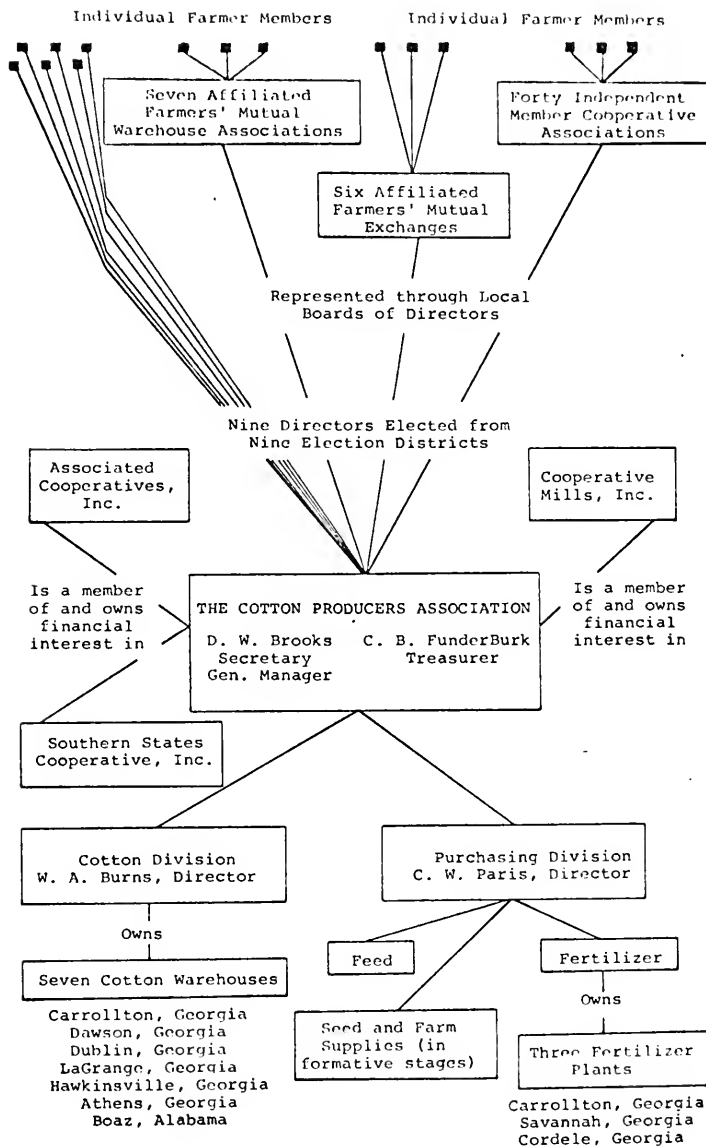 Individual Farmer Members
Individual Farmer Members
Seven Affiliated
Farmers' Mutual
Warehouse Associations
Forty Independent
Member Cooperative
Associations
Six Affiliated
Farmers' Mutual
Exchanges
Represented through Local
Boards of Directors
Nine Directors Elected from
Nine Election Districts
Associated
Cooperatives,
Inc.
Cooperative
Mills, Inc.
Is a member
of and owns
financial
interest in
THE COTTON PRODUCERS ASSOCIATION
D. W. Brooks
Secretary
Gen. Manager
C. B. FunderBurk
Treasurer
Is a member
of and owns
financial
interest in
Southern States
Cooperative, Inc.
Cotton Division
W. A. Burns, Director
Purchasing Division
C. W. Paris, Director
Owns
Seven Cotton Warehouses
Carrollton, Georgia
Dawson, Georgia
Dublin, Georgia
LaGrange, Georgia
Hawkinsville, Georgia
Athens, Georgia
Boaz, Alabama
Feed
Fertilizer
Seed and Farm
Supplies (in
formative stages)
Owns
Three Fertilizer
Plants
Carrollton, Georgia
Savannah, Georgia
Cordele, Georgia